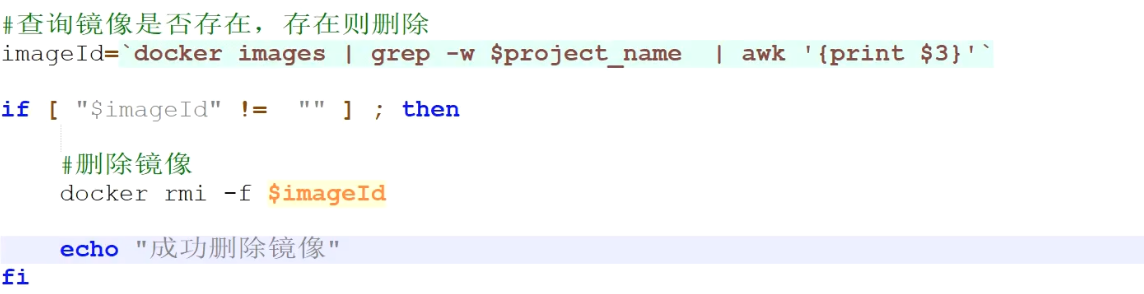 #查询镜像是否存在，存在则删除
imageId=`docker images | grep -w $project_name  | awk '{print $3}'`
if [ "$imageId" !=  "" ] ; then
#删除镜像
docker rmi -f $imageId
echo "成功删除镜像"
fi